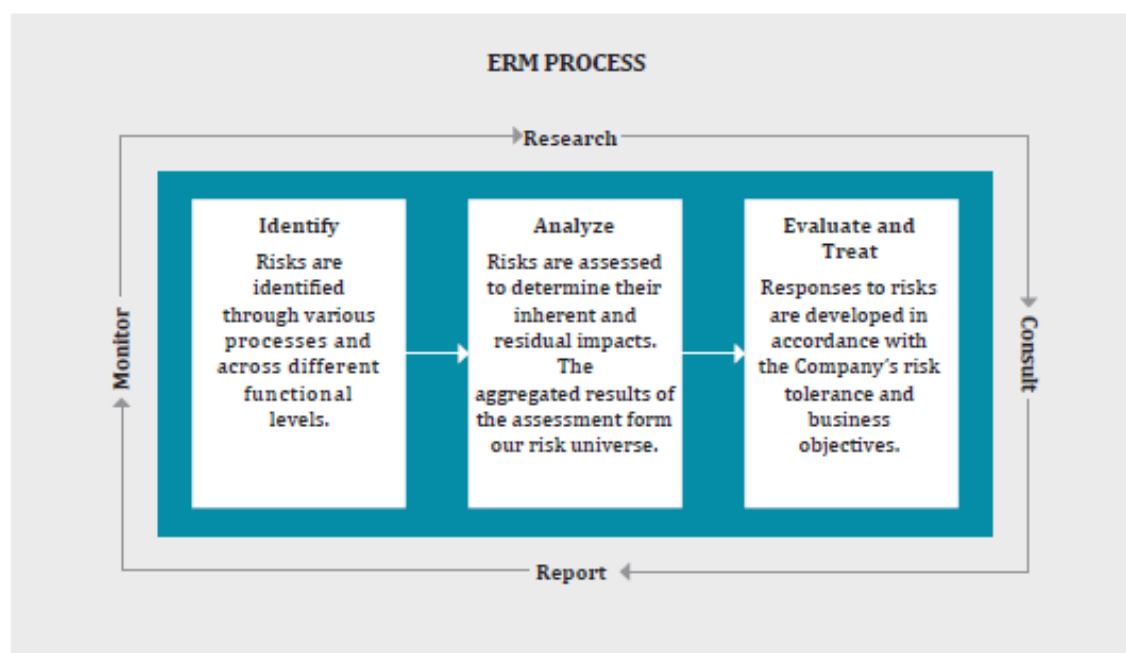 ERM PROCESS
Research
Identify
Risks are
identified
through various
processes and
across different
functional
levels.
Analyze
Risks are assessed
to determine their
inherent and
residual impacts.
The
aggregated results of
the assessment form
our risk universe.
Evaluate and
Treat
Responses to risks
are developed in
accordance with
the Company's risk
tolerance and
business
objectives.
Consult
Report
Monitor